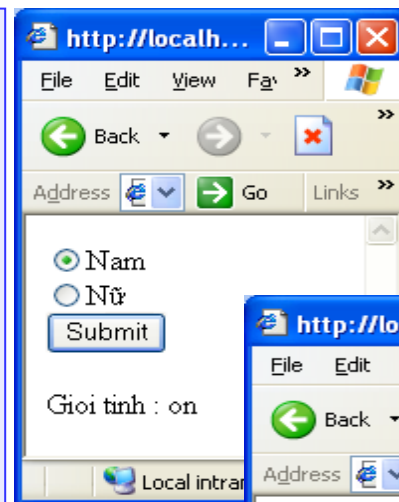 http://localh...
File Edit View Fa »
Back »
Address Go Links »
Nam
Nữ
Submit
Gioi tinh : on
Local intra
http://lo
File Edit
Back
Address